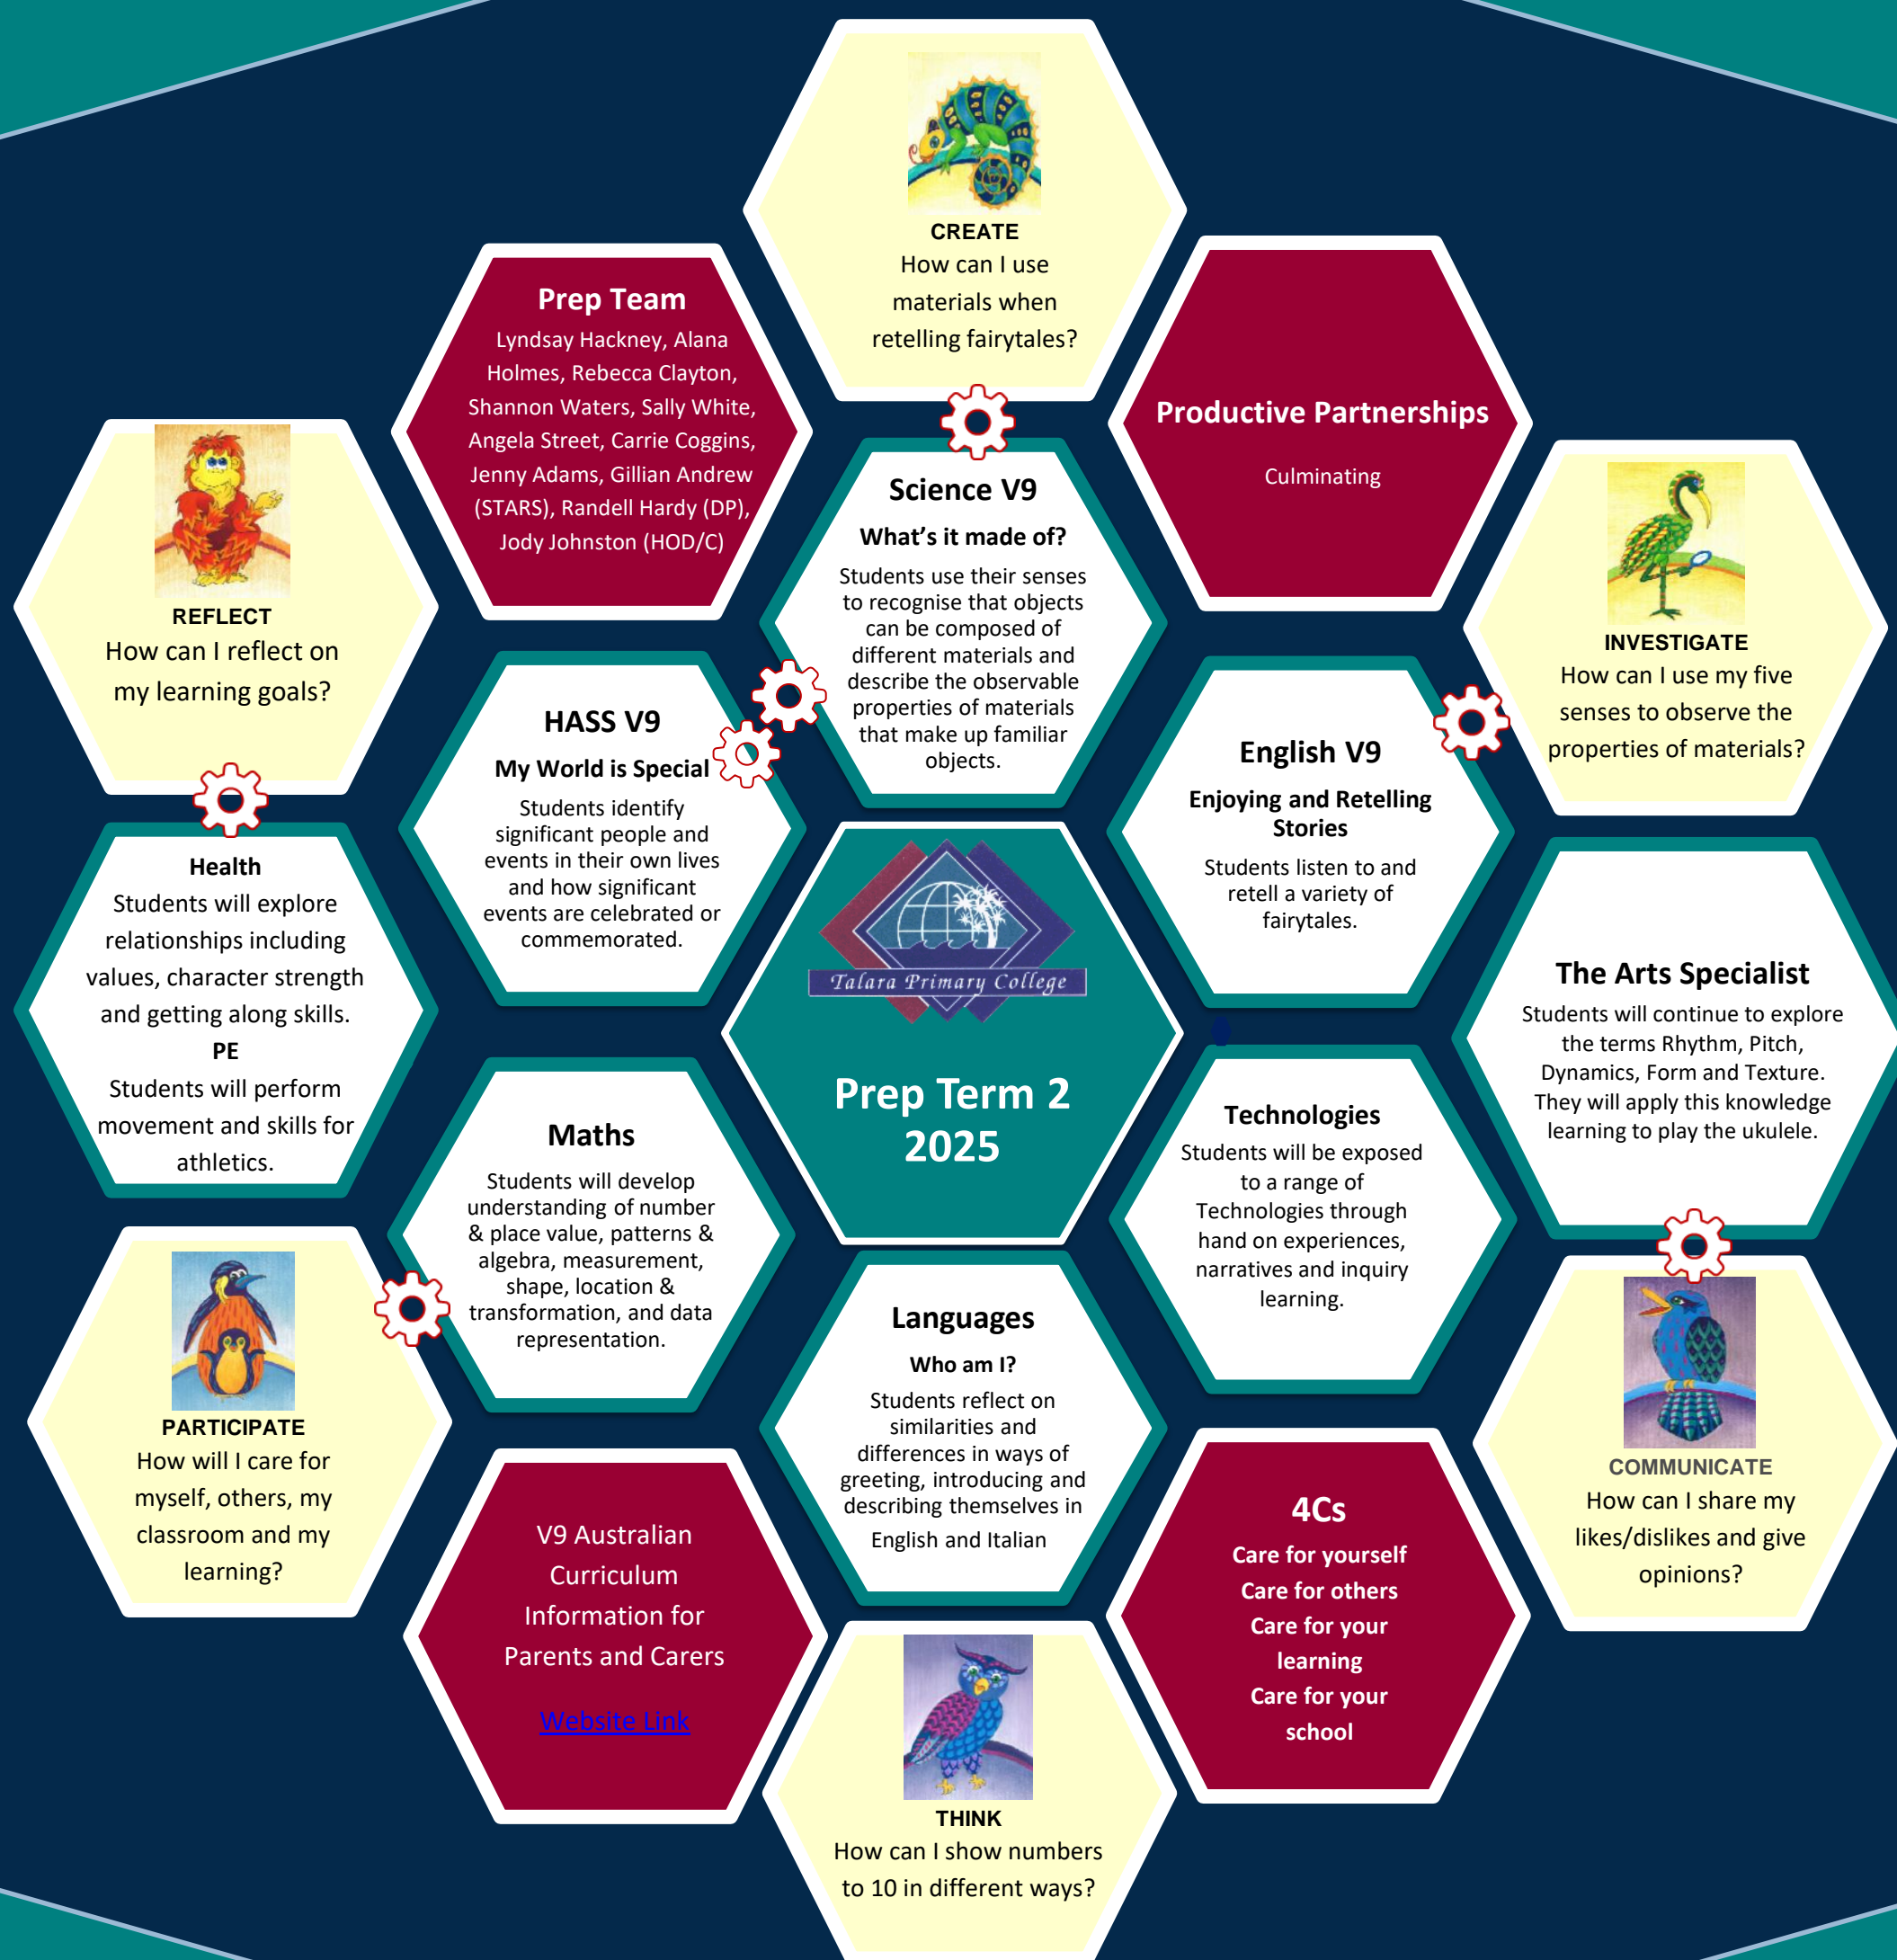 CREATE
How can I use
materials when
retelling fairytales?
Prep Team
Lyndsay Hackney, Alana
Holmes, Rebecca Clayton,
Shannon Waters, Sally White,
Angela Street, Carrie Coggins,
Jenny Adams, Gillian Andrew
(STARS), Randell Hardy (DP),
Jody Johnston (HOD/C)
Productive Partnerships
Culminating
REFLECT
How can I reflect on
my learning goals?
Science V9
What’s it made of?
Students use their senses
to recognise that objects
can be composed of
different materials and
describe the observable
properties of materials
that make up familiar
objects.
INVESTIGATE
How can I use my five
senses to observe the
properties of materials?
HASS V9
My World is Special
Students identify
significant people and
events in their own lives
and how significant
events are celebrated or
commemorated.
English V9
Enjoying and Retelling
Stories
Students listen to and
retell a variety of
fairytales.
Health
Students will explore
relationships including
values, character strength
and getting along skills.
PE
Students will perform
movement and skills for
athletics.
Talara Primary College
Prep Term 2
2025
The Arts Specialist
Students will continue to explore
the terms Rhythm, Pitch,
Dynamics, Form and Texture.
They will apply this knowledge
learning to play the ukulele.
Maths
Students will develop
understanding of number
& place value, patterns &
algebra, measurement,
shape, location &
transformation, and data
representation.
Technologies
Students will be exposed
to a range of
Technologies through
hand on experiences,
narratives and inquiry
learning.
PARTICIPATE
How will I care for
myself, others, my
classroom and my
learning?
Languages
Who am I?
Students reflect on
similarities and
differences in ways of
greeting, introducing and
describing themselves in
English and Italian
COMMUNICATE
How can I share my
likes/dislikes and give
opinions?
V9 Australian
Curriculum
Information for
Parents and Carers
Website Link
4Cs
Care for yourself
Care for others
Care for your
learning
Care for your
school
THINK
How can I show numbers
to 10 in different ways?